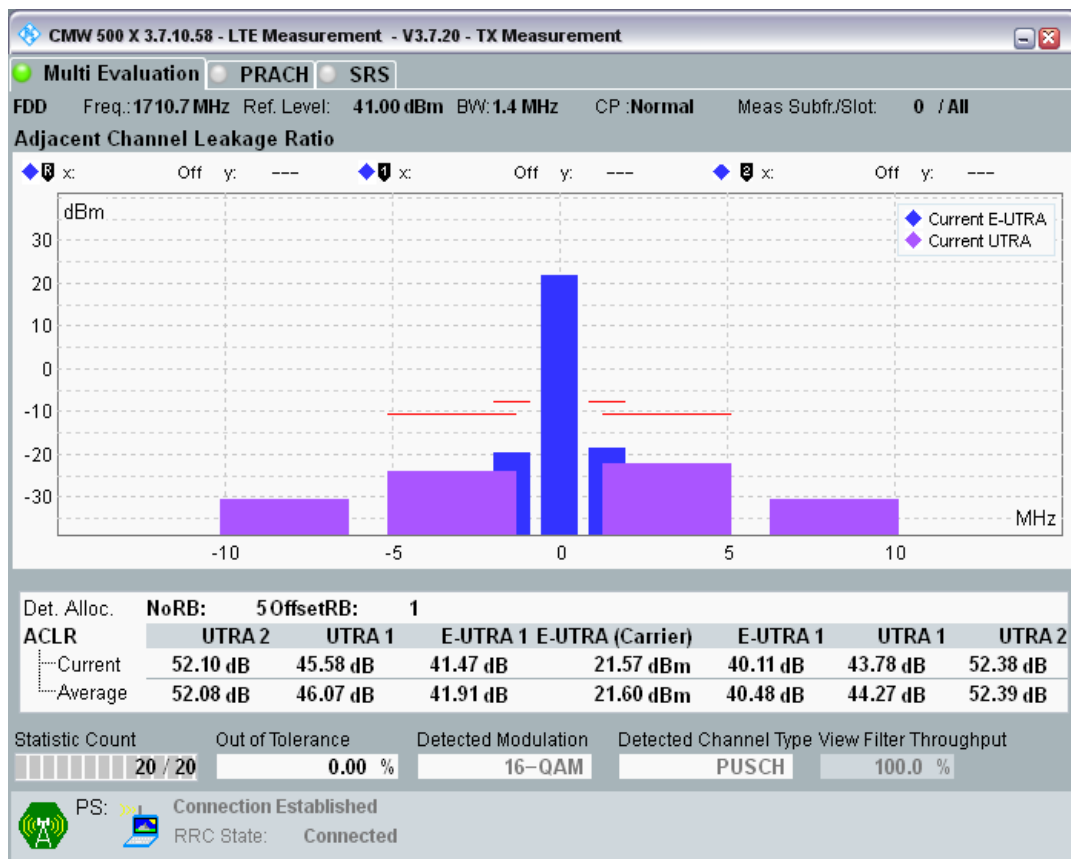 CMW 500 X 3.7.10.58 - LTE Measurement - V3.7.20 - TX Measurement
Multi Evaluation PRACH SRS
FDD Freq.: 1710.7 MHz Ref. Level: 41.00 dBm BW: 1.4 MHz CP :Normal Meas Subfr./Slot: 0 / All
Adjacent Channel Leakage Ratio
R x: Off y: --- 1 x: Off y: --- 2 x: Off y: ---
dBm
Current E-UTRA
Current UTRA
30
20
10
0
-10
-20
-30
MHz
-10 -5 0 5 10
Det. Alloc. NoRB: 5 OffsetRB: 1
ACLR UTRA 2 UTRA 1 E-UTRA 1 E-UTRA (Carrier) E-UTRA 1 UTRA 1 UTRA 2
Current 52.10 dB 45.58 dB 41.47 dB 21.57 dBm 40.11 dB 43.78 dB 52.38 dB
Average 52.08 dB 46.07 dB 41.91 dB 21.60 dBm 40.48 dB 44.27 dB 52.39 dB
Statistic Count Out of Tolerance Detected Modulation Detected Channel Type View Filter Throughput
20 / 20 0.00 % 16-QAM PUSCH 100.0 %
PS: Connection Established
RRC State: Connected